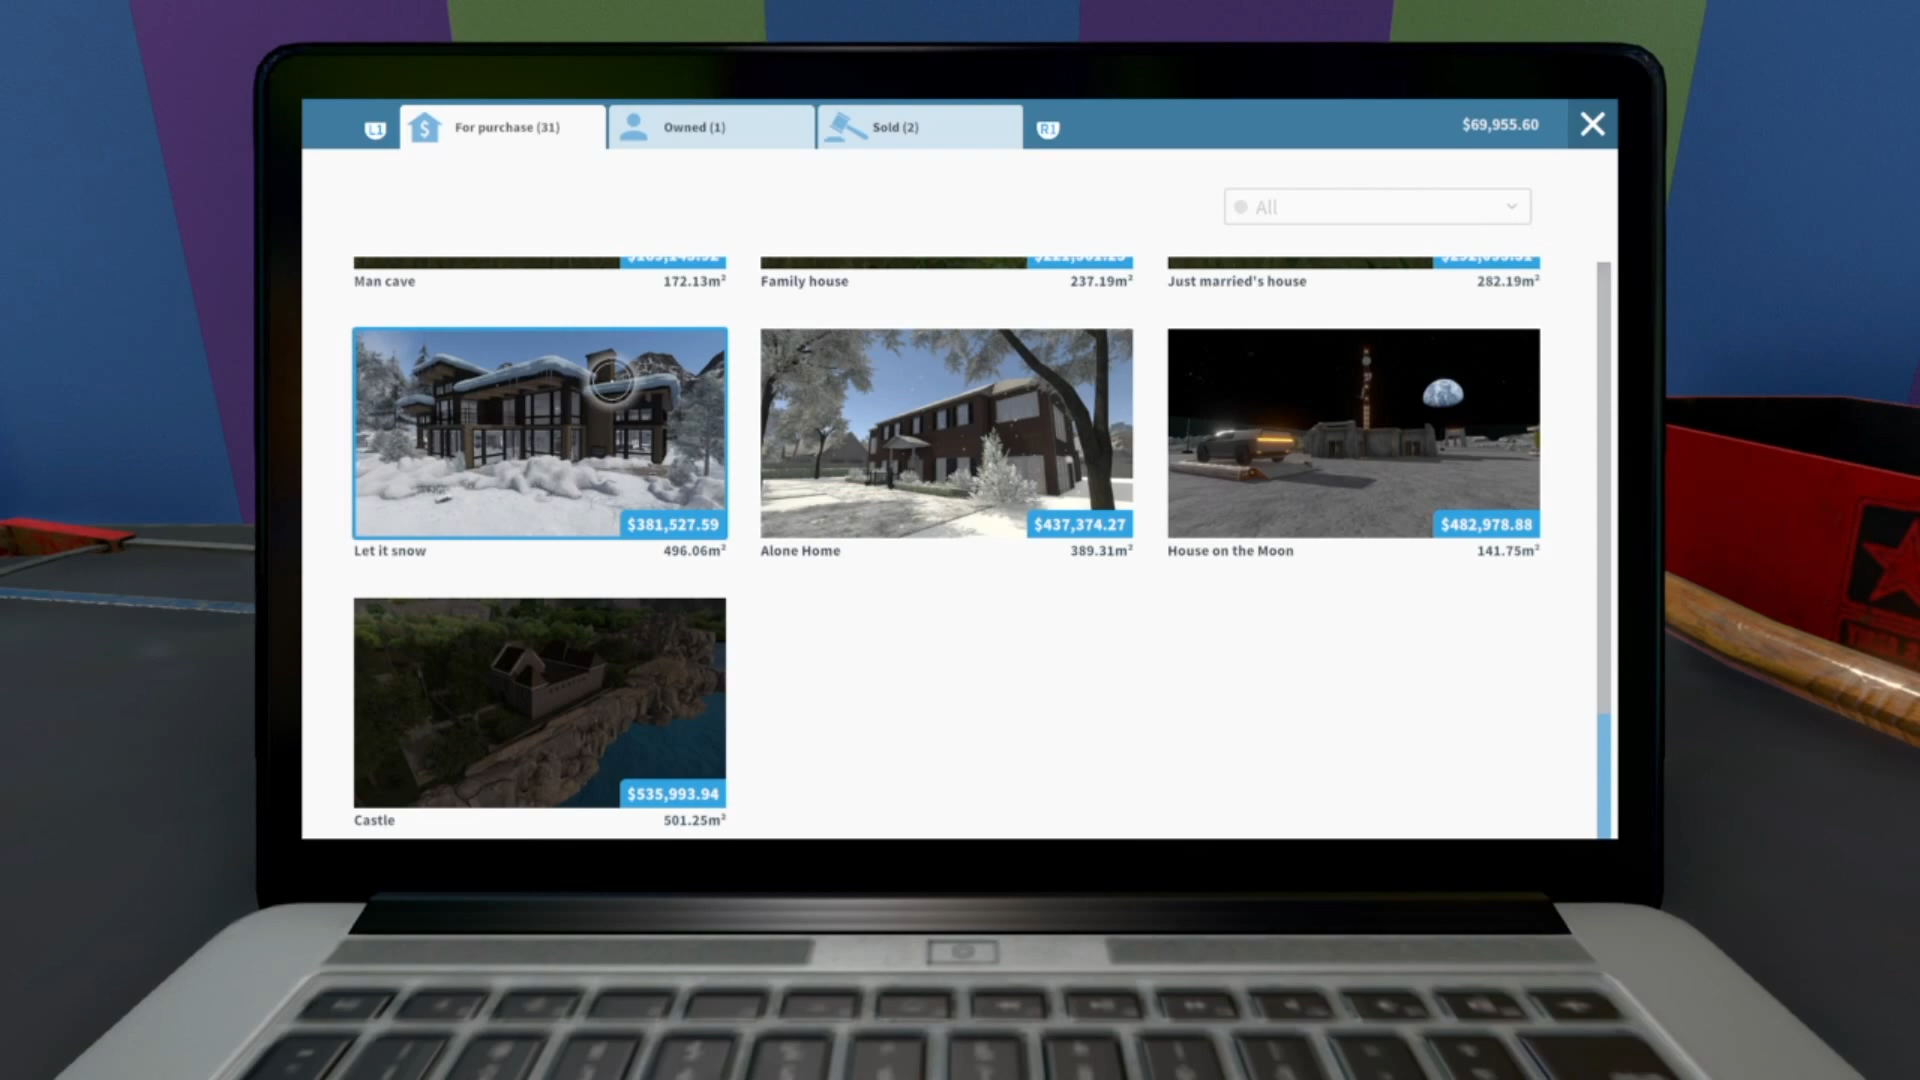 L1
For purchase (31)
Owned (1)
Sold (2)
R1
$69,955.60
All
Man cave
172.13m²
Family house
237.19m²
Just married's house
282.19m²
$381,527.59
Let it snow
496.06m²
$437,374.27
Alone Home
389.31m²
$482,978.88
House on the Moon
141.75m²
$535,993.94
Castle
501.25m²